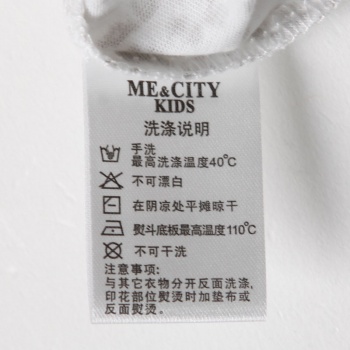 ME&CITY
KIDS
洗涤说明
手洗
最高洗涤温度40℃
不可漂白
在阴凉处平摊晾干
熨斗底板最高温度110℃
不可干洗
注意事项:
与其它衣物分开反面洗涤,
印花部位熨烫时加垫布或
反面熨烫。